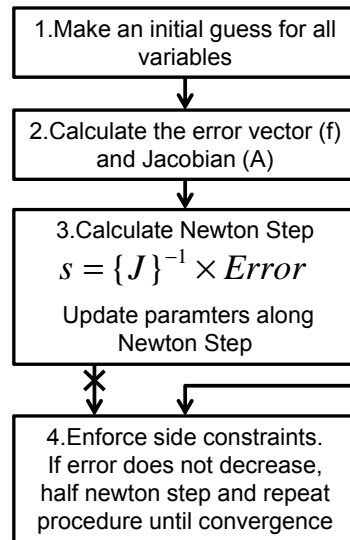 1.Make an initial guess for all
variables
2.Calculate the error vector (f)
and Jacobian (A)
3.Calculate Newton Step
s = {J}⁻¹ × Error
Update paramters along
Newton Step
4.Enforce side constraints.
If error does not decrease,
half newton step and repeat
procedure until convergence